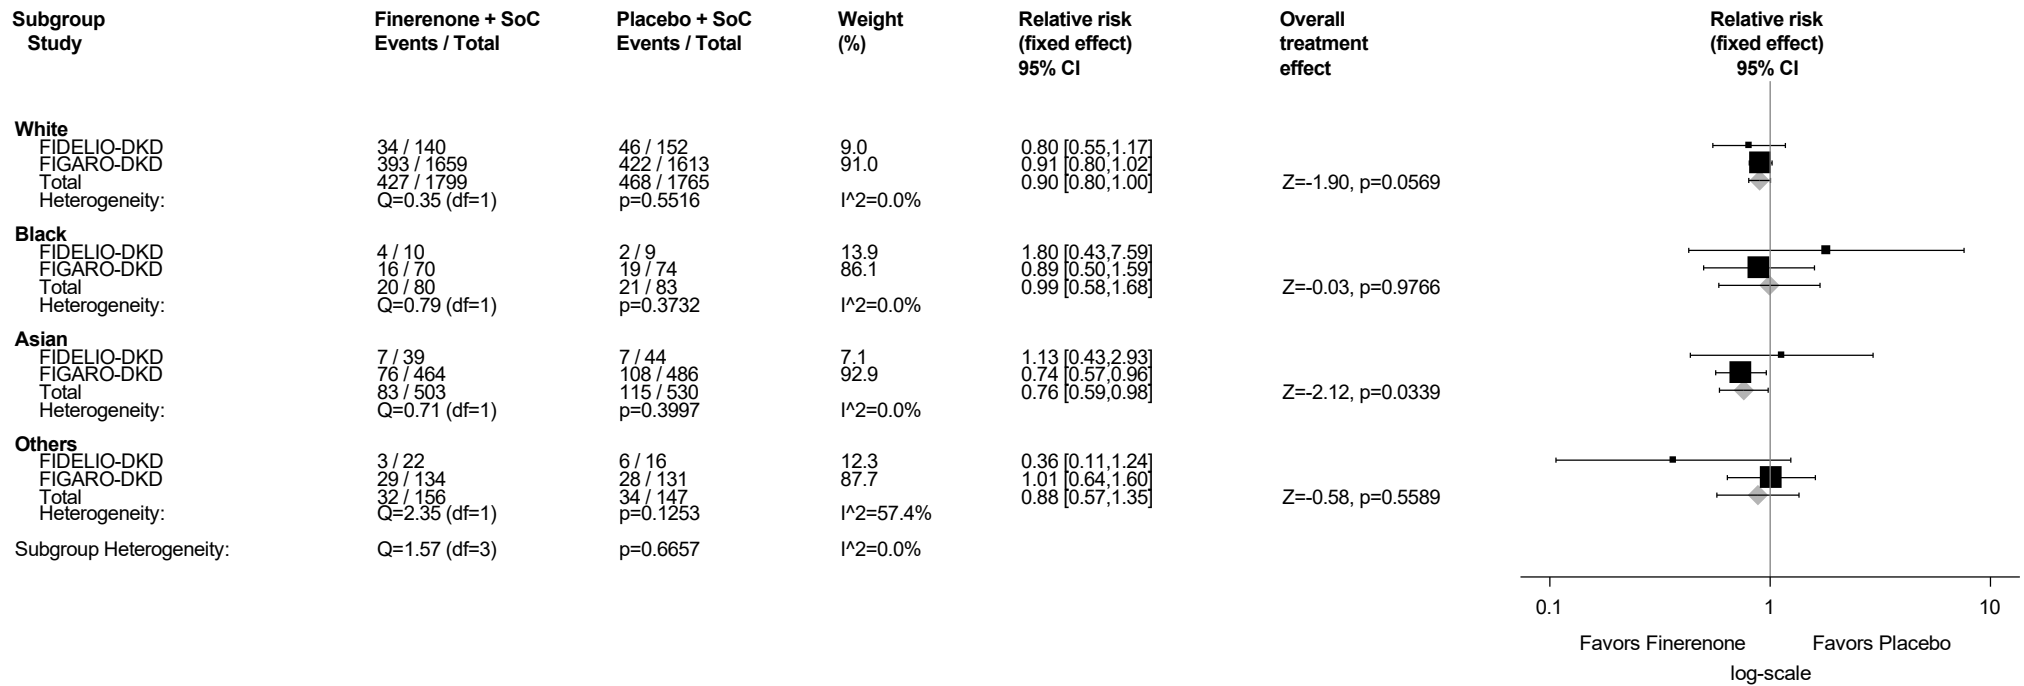 Subgroup Finerenone + SoC Placebo + SoC Weight Relative risk Overall Relative risk
Study Events / Total Events / Total (%) (fixed effect) treatment (fixed effect)
95% CI effect 95% CI
White
FIDELIO-DKD 34 / 140 46 / 152 9.0 0.80 [0.55,1.17]
FIGARO-DKD 393 / 1659 422 / 1613 91.0 0.91 [0.80,1.02]
Total 427 / 1799 468 / 1765 0.90 [0.80,1.00] Z=-1.90, p=0.0569
Heterogeneity: Q=0.35 (df=1) p=0.5516 I^2=0.0%
Black
FIDELIO-DKD 4 / 10 2 / 9 13.9 1.80 [0.43,7.59]
FIGARO-DKD 16 / 70 19 / 74 86.1 0.89 [0.50,1.59]
Total 20 / 80 21 / 83 0.99 [0.58,1.68] Z=-0.03, p=0.9766
Heterogeneity: Q=0.79 (df=1) p=0.3732 I^2=0.0%
Asian
FIDELIO-DKD 7 / 39 7 / 44 7.1 1.13 [0.43,2.93]
FIGARO-DKD 76 / 464 108 / 486 92.9 0.74 [0.57,0.96]
Total 83 / 503 115 / 530 0.76 [0.59,0.98] Z=-2.12, p=0.0339
Heterogeneity: Q=0.71 (df=1) p=0.3997 I^2=0.0%
Others
FIDELIO-DKD 3 / 22 6 / 16 12.3 0.36 [0.11,1.24]
FIGARO-DKD 29 / 134 28 / 131 87.7 1.01 [0.64,1.60]
Total 32 / 156 34 / 147 0.88 [0.57,1.35] Z=-0.58, p=0.5589
Heterogeneity: Q=2.35 (df=1) p=0.1253 I^2=57.4%
Subgroup Heterogeneity: Q=1.57 (df=3) p=0.6657 I^2=0.0%
0.1 1 10
Favors Finerenone Favors Placebo
log-scale